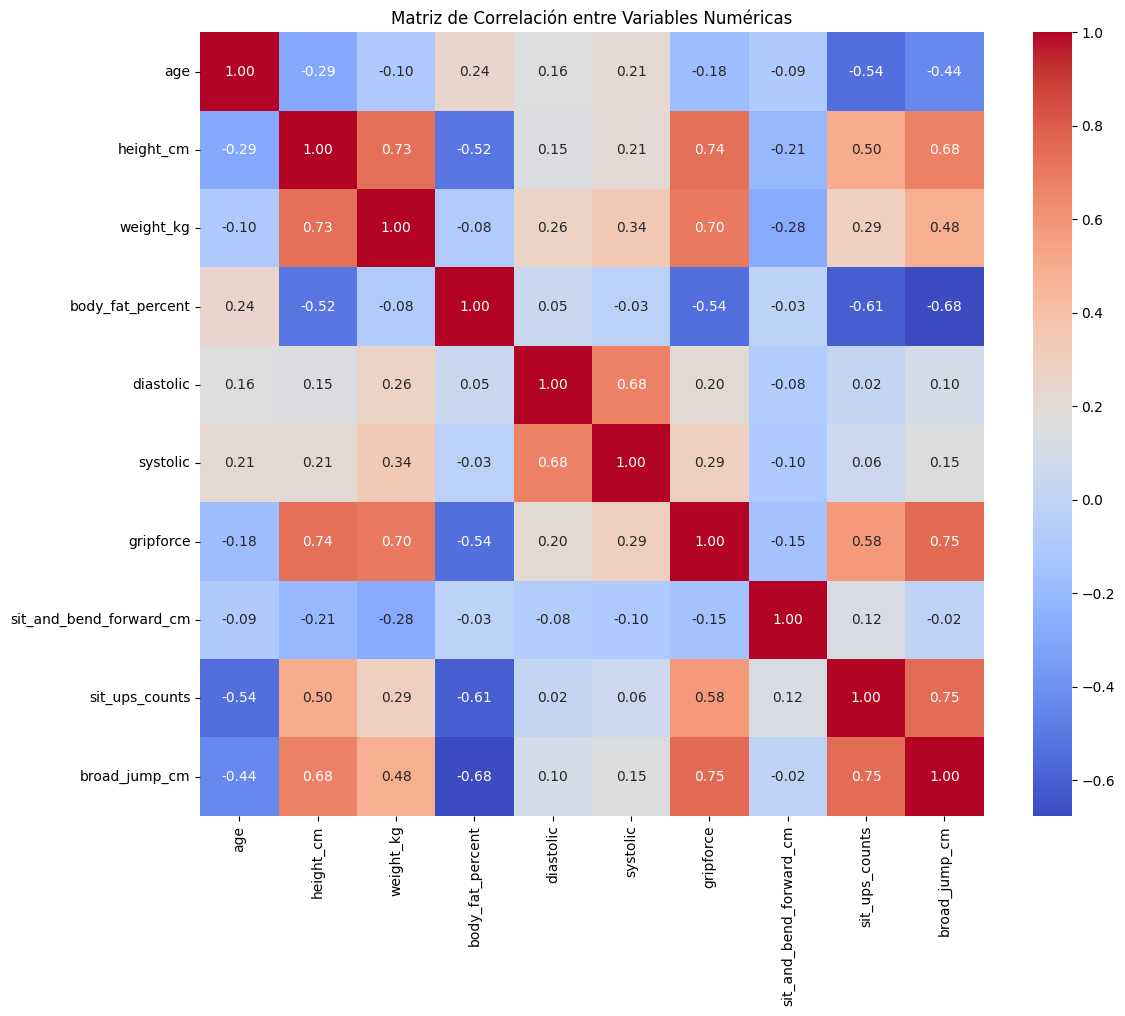 Matriz de Correlación entre Variables Numéricas
age 1.00 -0.29 -0.10 0.24 0.16 0.21 -0.18 -0.09 -0.54 -0.44
height_cm -0.29 1.00 0.73 -0.52 0.15 0.21 0.74 -0.21 0.50 0.68
weight_kg -0.10 0.73 1.00 -0.08 0.26 0.34 0.70 -0.28 0.29 0.48
body_fat_percent 0.24 -0.52 -0.08 1.00 0.05 -0.03 -0.54 -0.03 -0.61 -0.68
diastolic 0.16 0.15 0.26 0.05 1.00 0.68 0.20 -0.08 0.02 0.10
systolic 0.21 0.21 0.34 -0.03 0.68 1.00 0.29 -0.10 0.06 0.15
gripforce -0.18 0.74 0.70 -0.54 0.20 0.29 1.00 -0.15 0.58 0.75
sit_and_bend_forward_cm -0.09 -0.21 -0.28 -0.03 -0.08 -0.10 -0.15 1.00 0.12 -0.02
sit_ups_counts -0.54 0.50 0.29 -0.61 0.02 0.06 0.58 0.12 1.00 0.75
broad_jump_cm -0.44 0.68 0.48 -0.68 0.10 0.15 0.75 -0.02 0.75 1.00
age
height_cm
weight_kg
body_fat_percent
diastolic
systolic
gripforce
sit_and_bend_forward_cm
sit_ups_counts
broad_jump_cm
1.0
0.8
0.6
0.4
0.2
0.0
−0.2
−0.4
−0.6